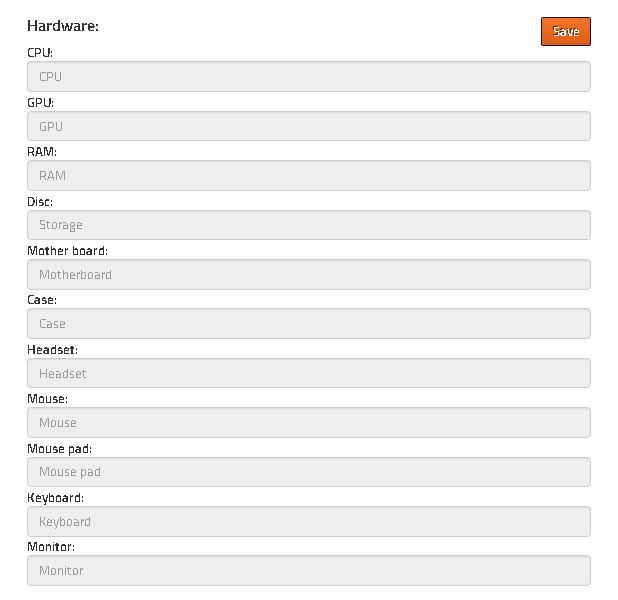 Hardware:
Save
CPU:
CPU
GPU:
GPU
RAM:
RAM
Disc:
Storage
Mother board:
Motherboard
Case:
Case
Headset:
Headset
Mouse:
Mouse
Mouse pad:
Mouse pad
Keyboard:
Keyboard
Monitor:
Monitor